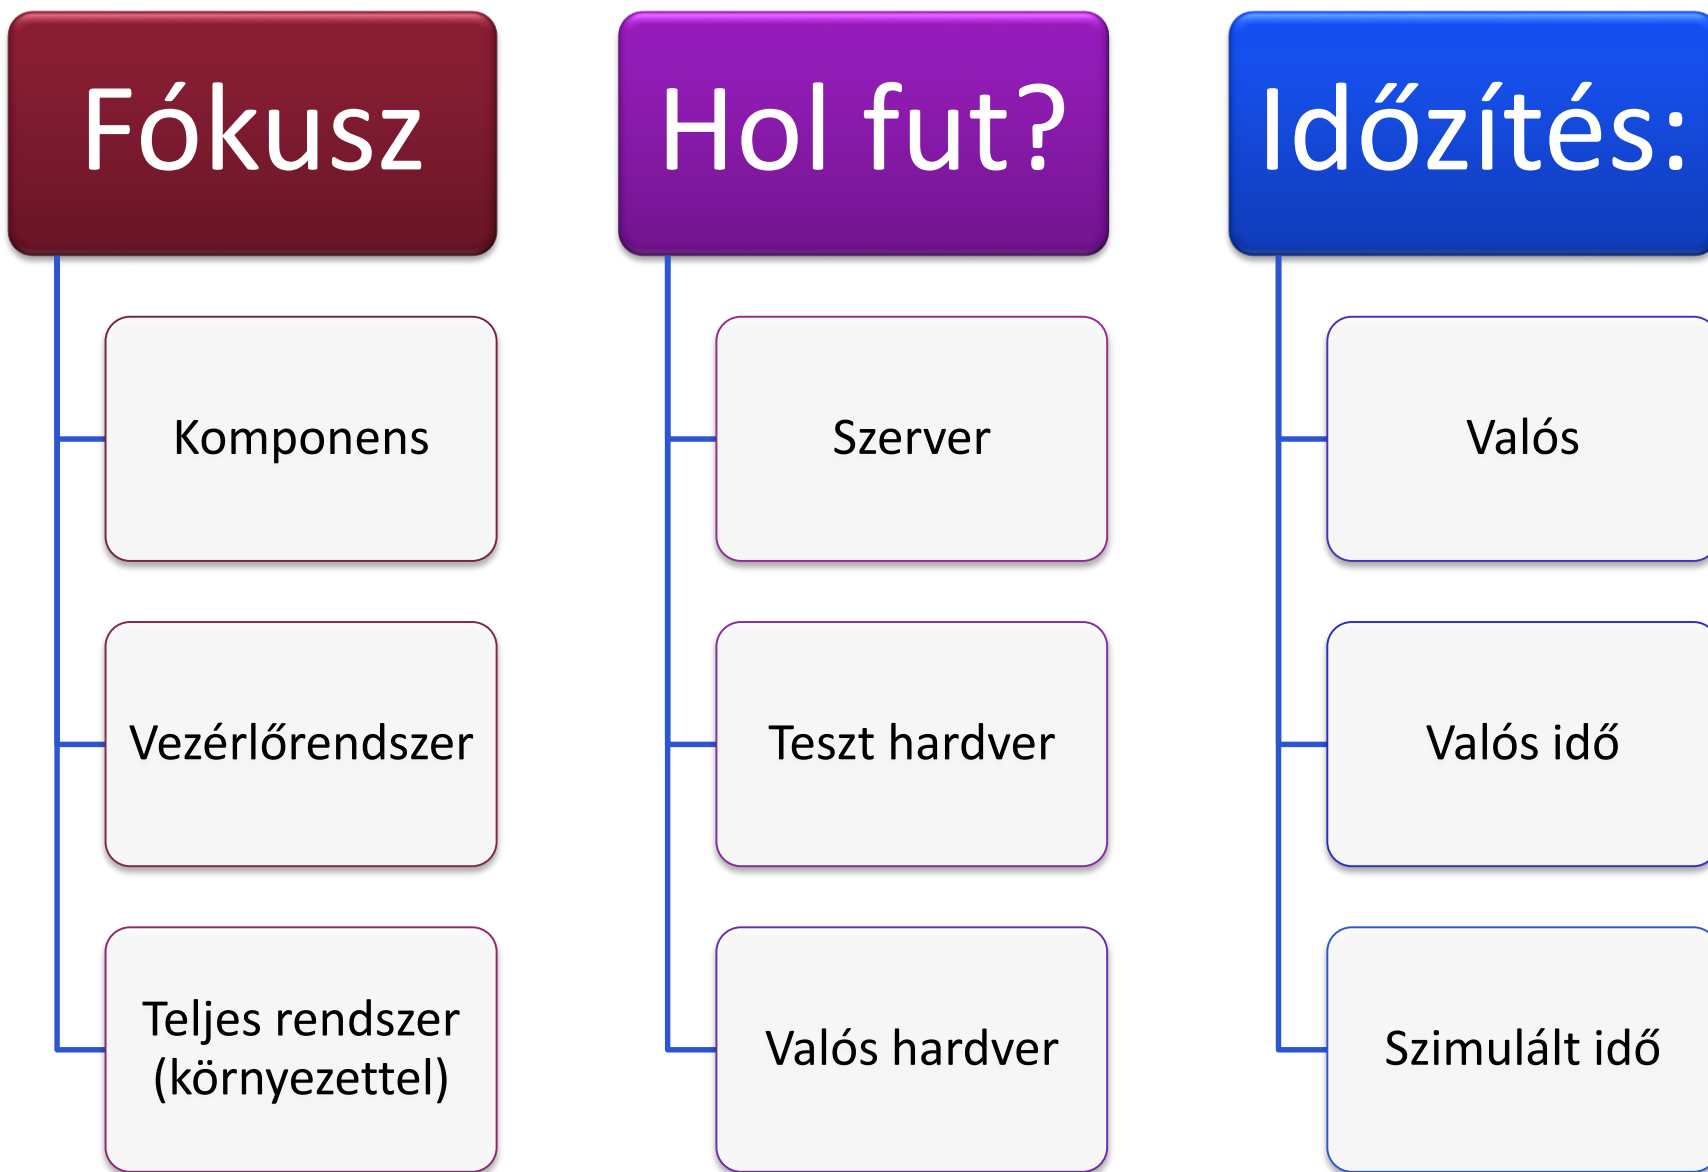 Fókusz
Komponens
Vezérlőrendszer
Teljes rendszer
(környezettel)
Hol fut?
Szerver
Teszt hardver
Valós hardver
Időzítés:
Valós
Valós idő
Szimulált idő